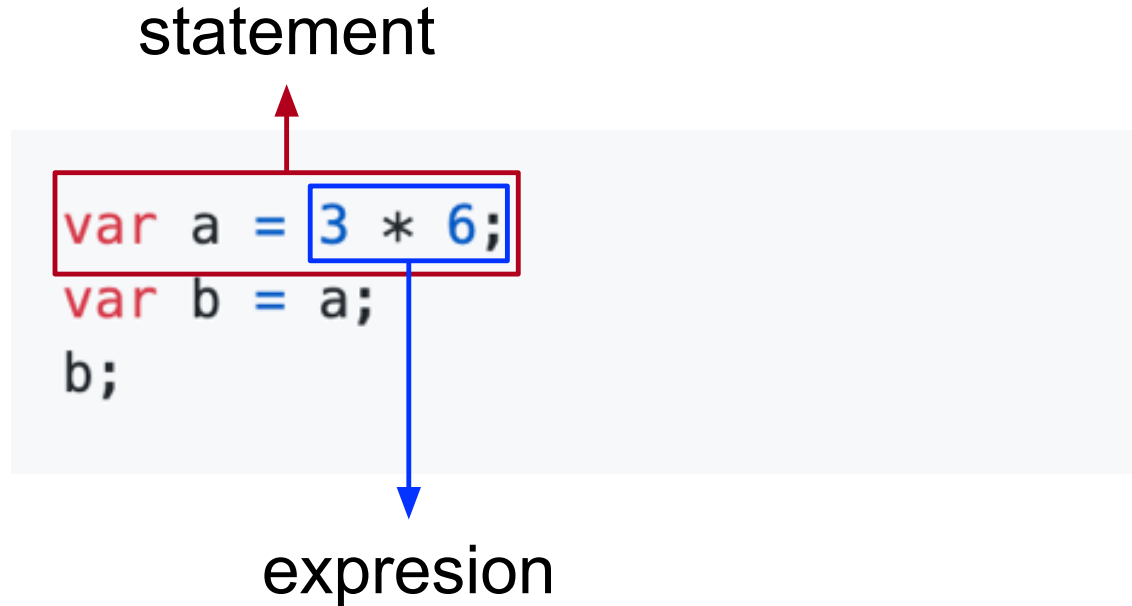 statement
var a = 3 * 6;
var b = a;
b;
expresion